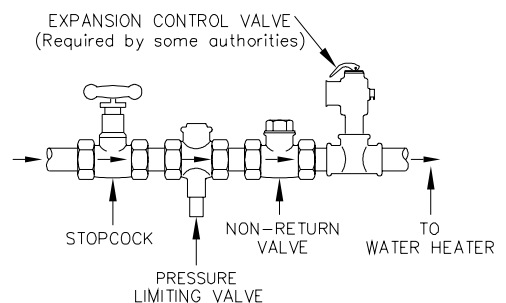 EXPANSION CONTROL VALVE
(Required by some authorities)
STOPCOCK
PRESSURE
LIMITING VALVE
NON-RETURN
VALVE
TO
WATER HEATER